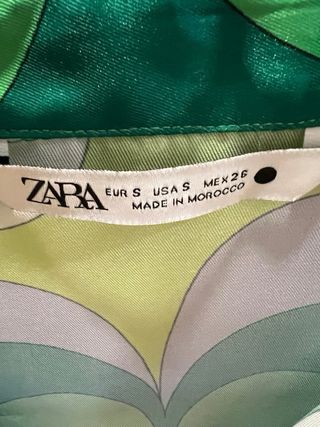 ZARA EUR S USA S MEX 26
MADE IN MOROCCO